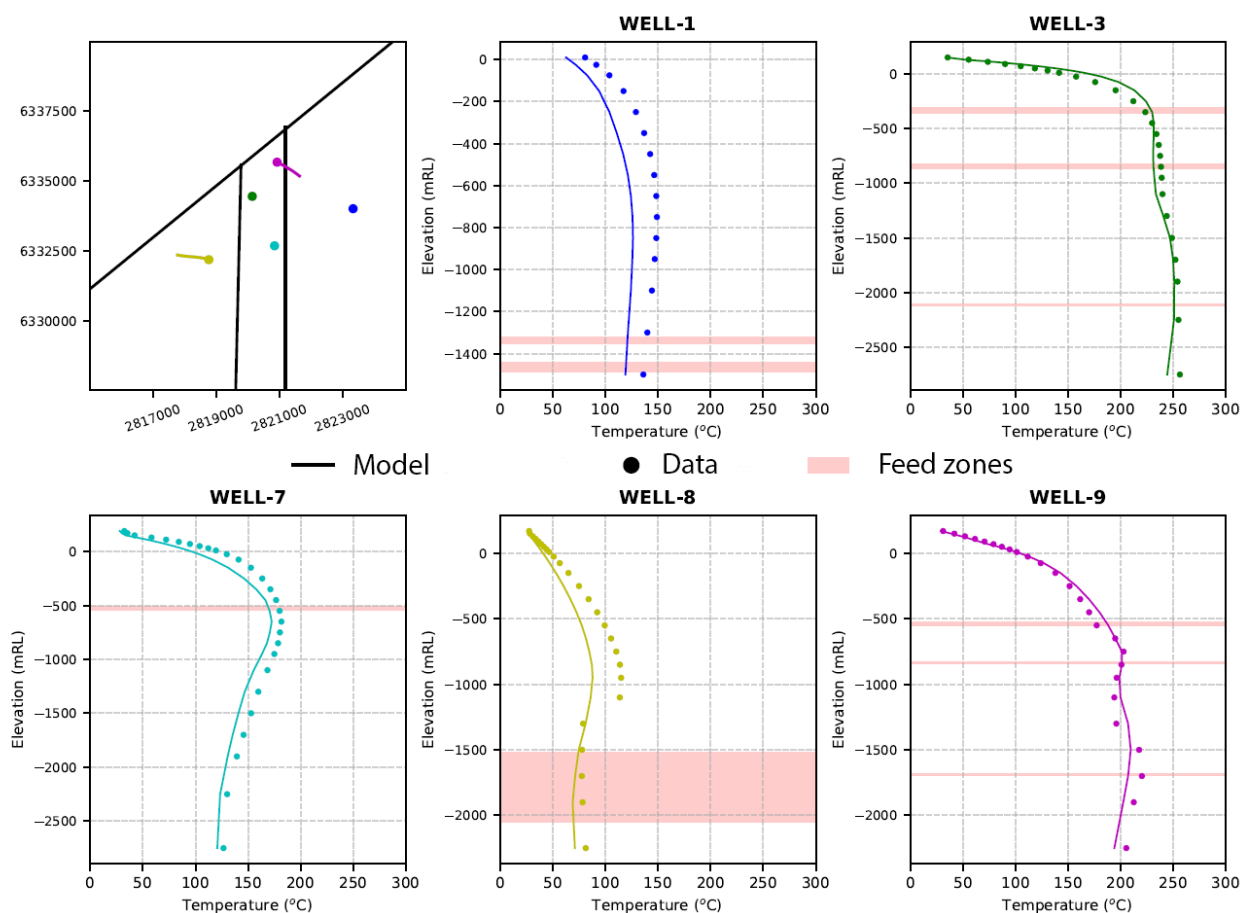 WELL-1
WELL-3
6337500
6335000
6332500
6330000
2817000
2819000
2821000
2823000
Elevation (mRL)
0
−200
−400
−600
−800
−1000
−1200
−1400
0 50 100 150 200 250 300
Temperature (°C)
Elevation (mRL)
0
−500
−1000
−1500
−2000
−2500
0 50 100 150 200 250 300
Temperature (°C)
Model
Data
Feed zones
WELL-7
WELL-8
WELL-9
Elevation (mRL)
0
−500
−1000
−1500
−2000
−2500
0 50 100 150 200 250 300
Temperature (°C)
Elevation (mRL)
0
−500
−1000
−1500
−2000
0 50 100 150 200 250 300
Temperature (°C)
Elevation (mRL)
0
−500
−1000
−1500
−2000
0 50 100 150 200 250 300
Temperature (°C)